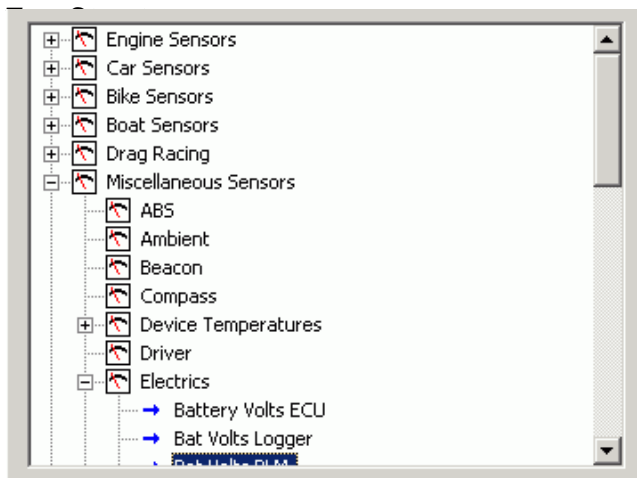 Engine Sensors
Car Sensors
Bike Sensors
Boat Sensors
Drag Racing
Miscellaneous Sensors
ABS
Ambient
Beacon
Compass
Device Temperatures
Driver
Electrics
Battery Volts ECU
Bat Volts Logger